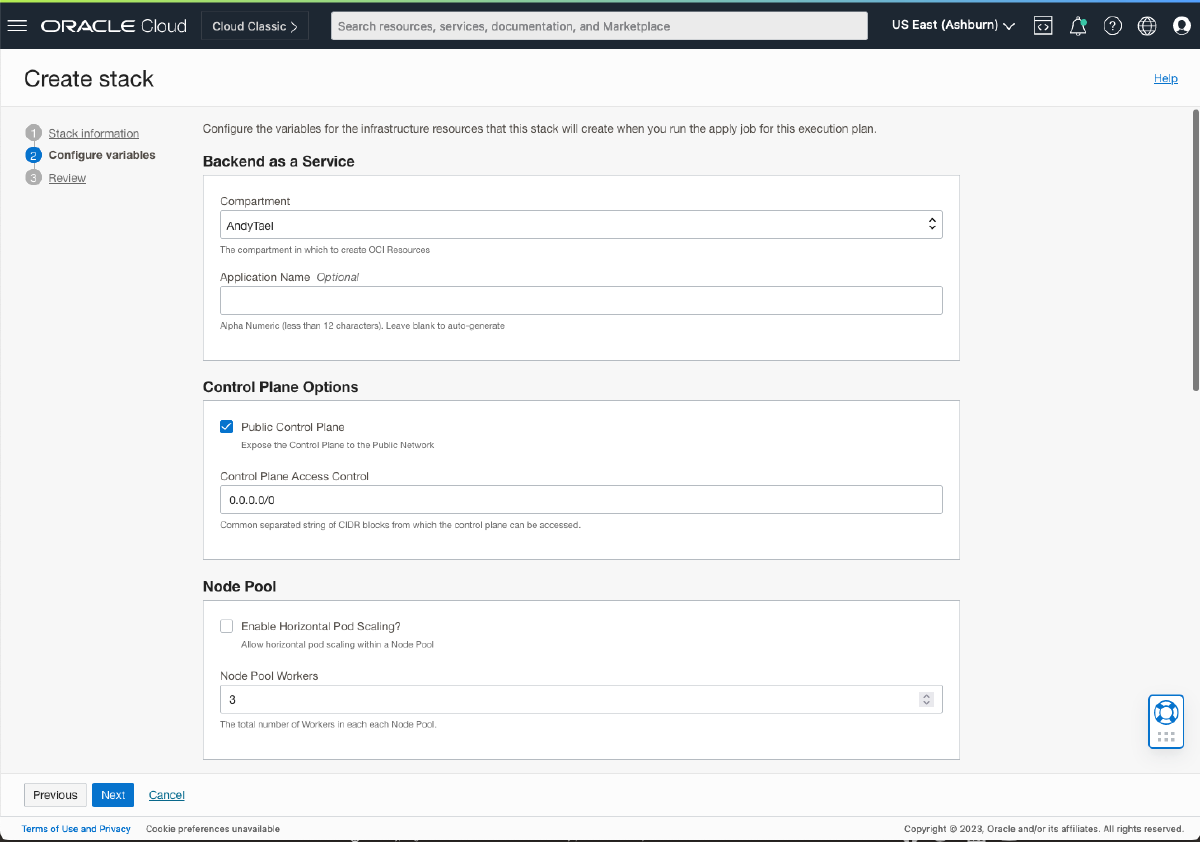 ORACLE Cloud
Cloud Classic >
Search resources, services, documentation, and Marketplace
US East (Ashburn)
Create stack
Help
1 Stack information
2 Configure variables
3 Review
Configure the variables for the infrastructure resources that this stack will create when you run the apply job for this execution plan.
Backend as a Service
Compartment
AndyTael
The compartment in which to create OCI Resources
Application Name Optional
Alpha Numeric (less than 12 characters). Leave blank to auto-generate
Control Plane Options
Public Control Plane
Expose the Control Plane to the Public Network
Control Plane Access Control
0.0.0.0/0
Common separated string of CIDR blocks from which the control plane can be accessed.
Node Pool
Enable Horizontal Pod Scaling?
Allow horizontal pod scaling within a Node Pool
Node Pool Workers
3
The total number of Workers in each each Node Pool.
Previous
Next
Cancel
Terms of Use and Privacy
Cookie preferences unavailable
Copyright © 2023, Oracle and/or its affiliates. All rights reserved.